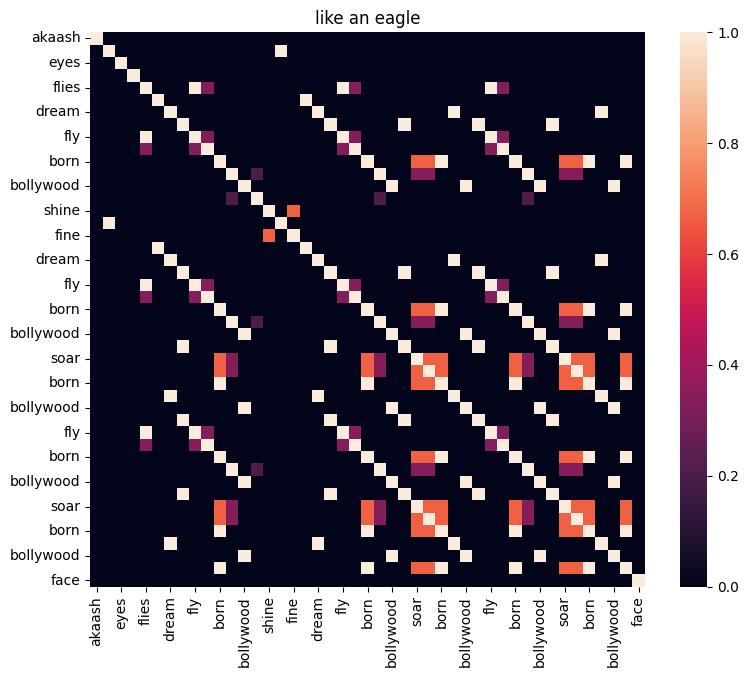 like an eagle
akaash
eyes
flies
dream
fly
born
bollywood
shine
fine
dream
fly
born
bollywood
soar
born
bollywood
fly
born
bollywood
soar
born
bollywood
face
akaash
eyes
flies
dream
fly
born
bollywood
shine
fine
dream
fly
born
bollywood
soar
born
bollywood
fly
born
bollywood
soar
born
bollywood
face
1.0
0.8
0.6
0.4
0.2
0.0